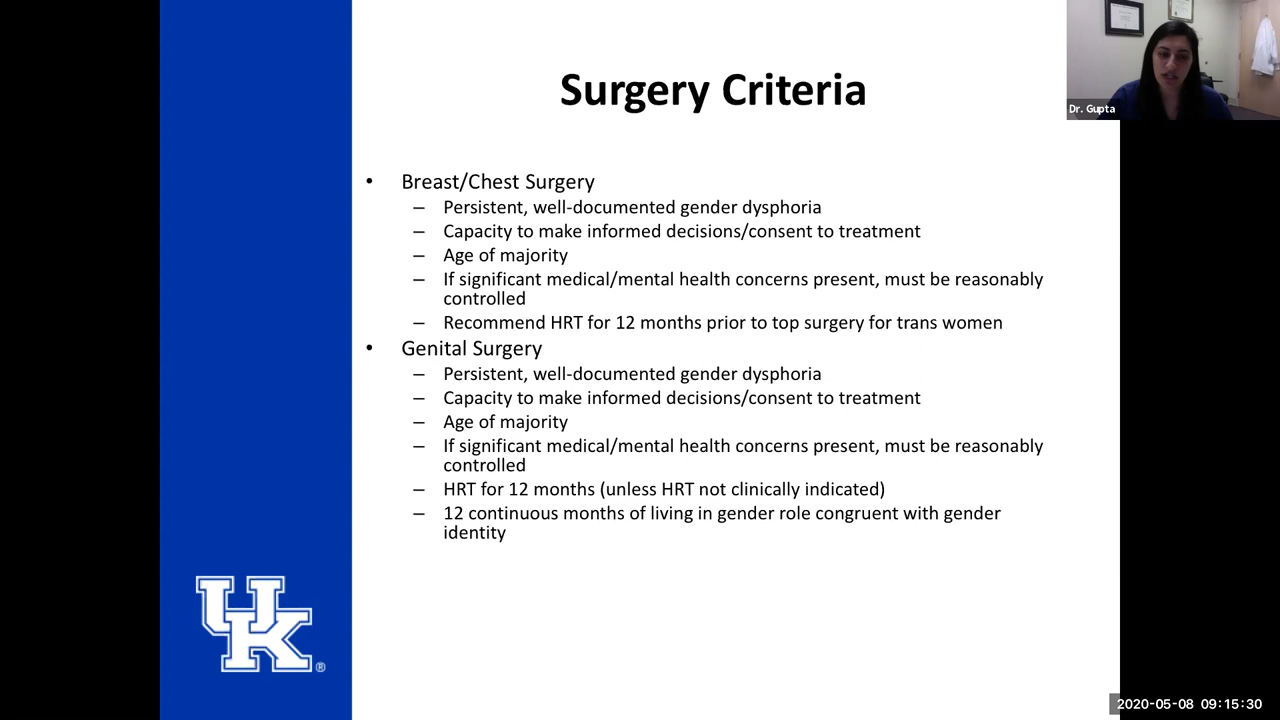 Surgery Criteria
Dr. Gupta
• Breast/Chest Surgery
– Persistent, well-documented gender dysphoria
– Capacity to make informed decisions/consent to treatment
– Age of majority
– If significant medical/mental health concerns present, must be reasonably
controlled
– Recommend HRT for 12 months prior to top surgery for trans women
• Genital Surgery
– Persistent, well-documented gender dysphoria
– Capacity to make informed decisions/consent to treatment
– Age of majority
– If significant medical/mental health concerns present, must be reasonably
controlled
– HRT for 12 months (unless HRT not clinically indicated)
– 12 continuous months of living in gender role congruent with gender
identity
UK®
2020-05-08 09:15:30